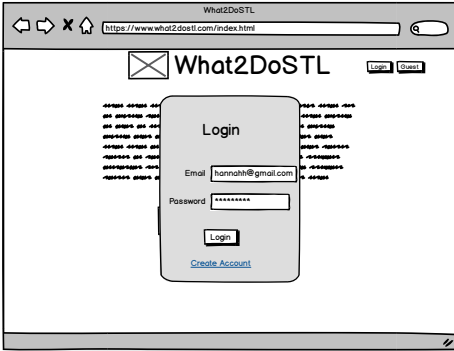 What2DoSTL
https://www.what2dostl.com/index.html
What2DoSTL
Login Guest
Login
Email hannahh@gmail.com
Password *********
Login
Create Account